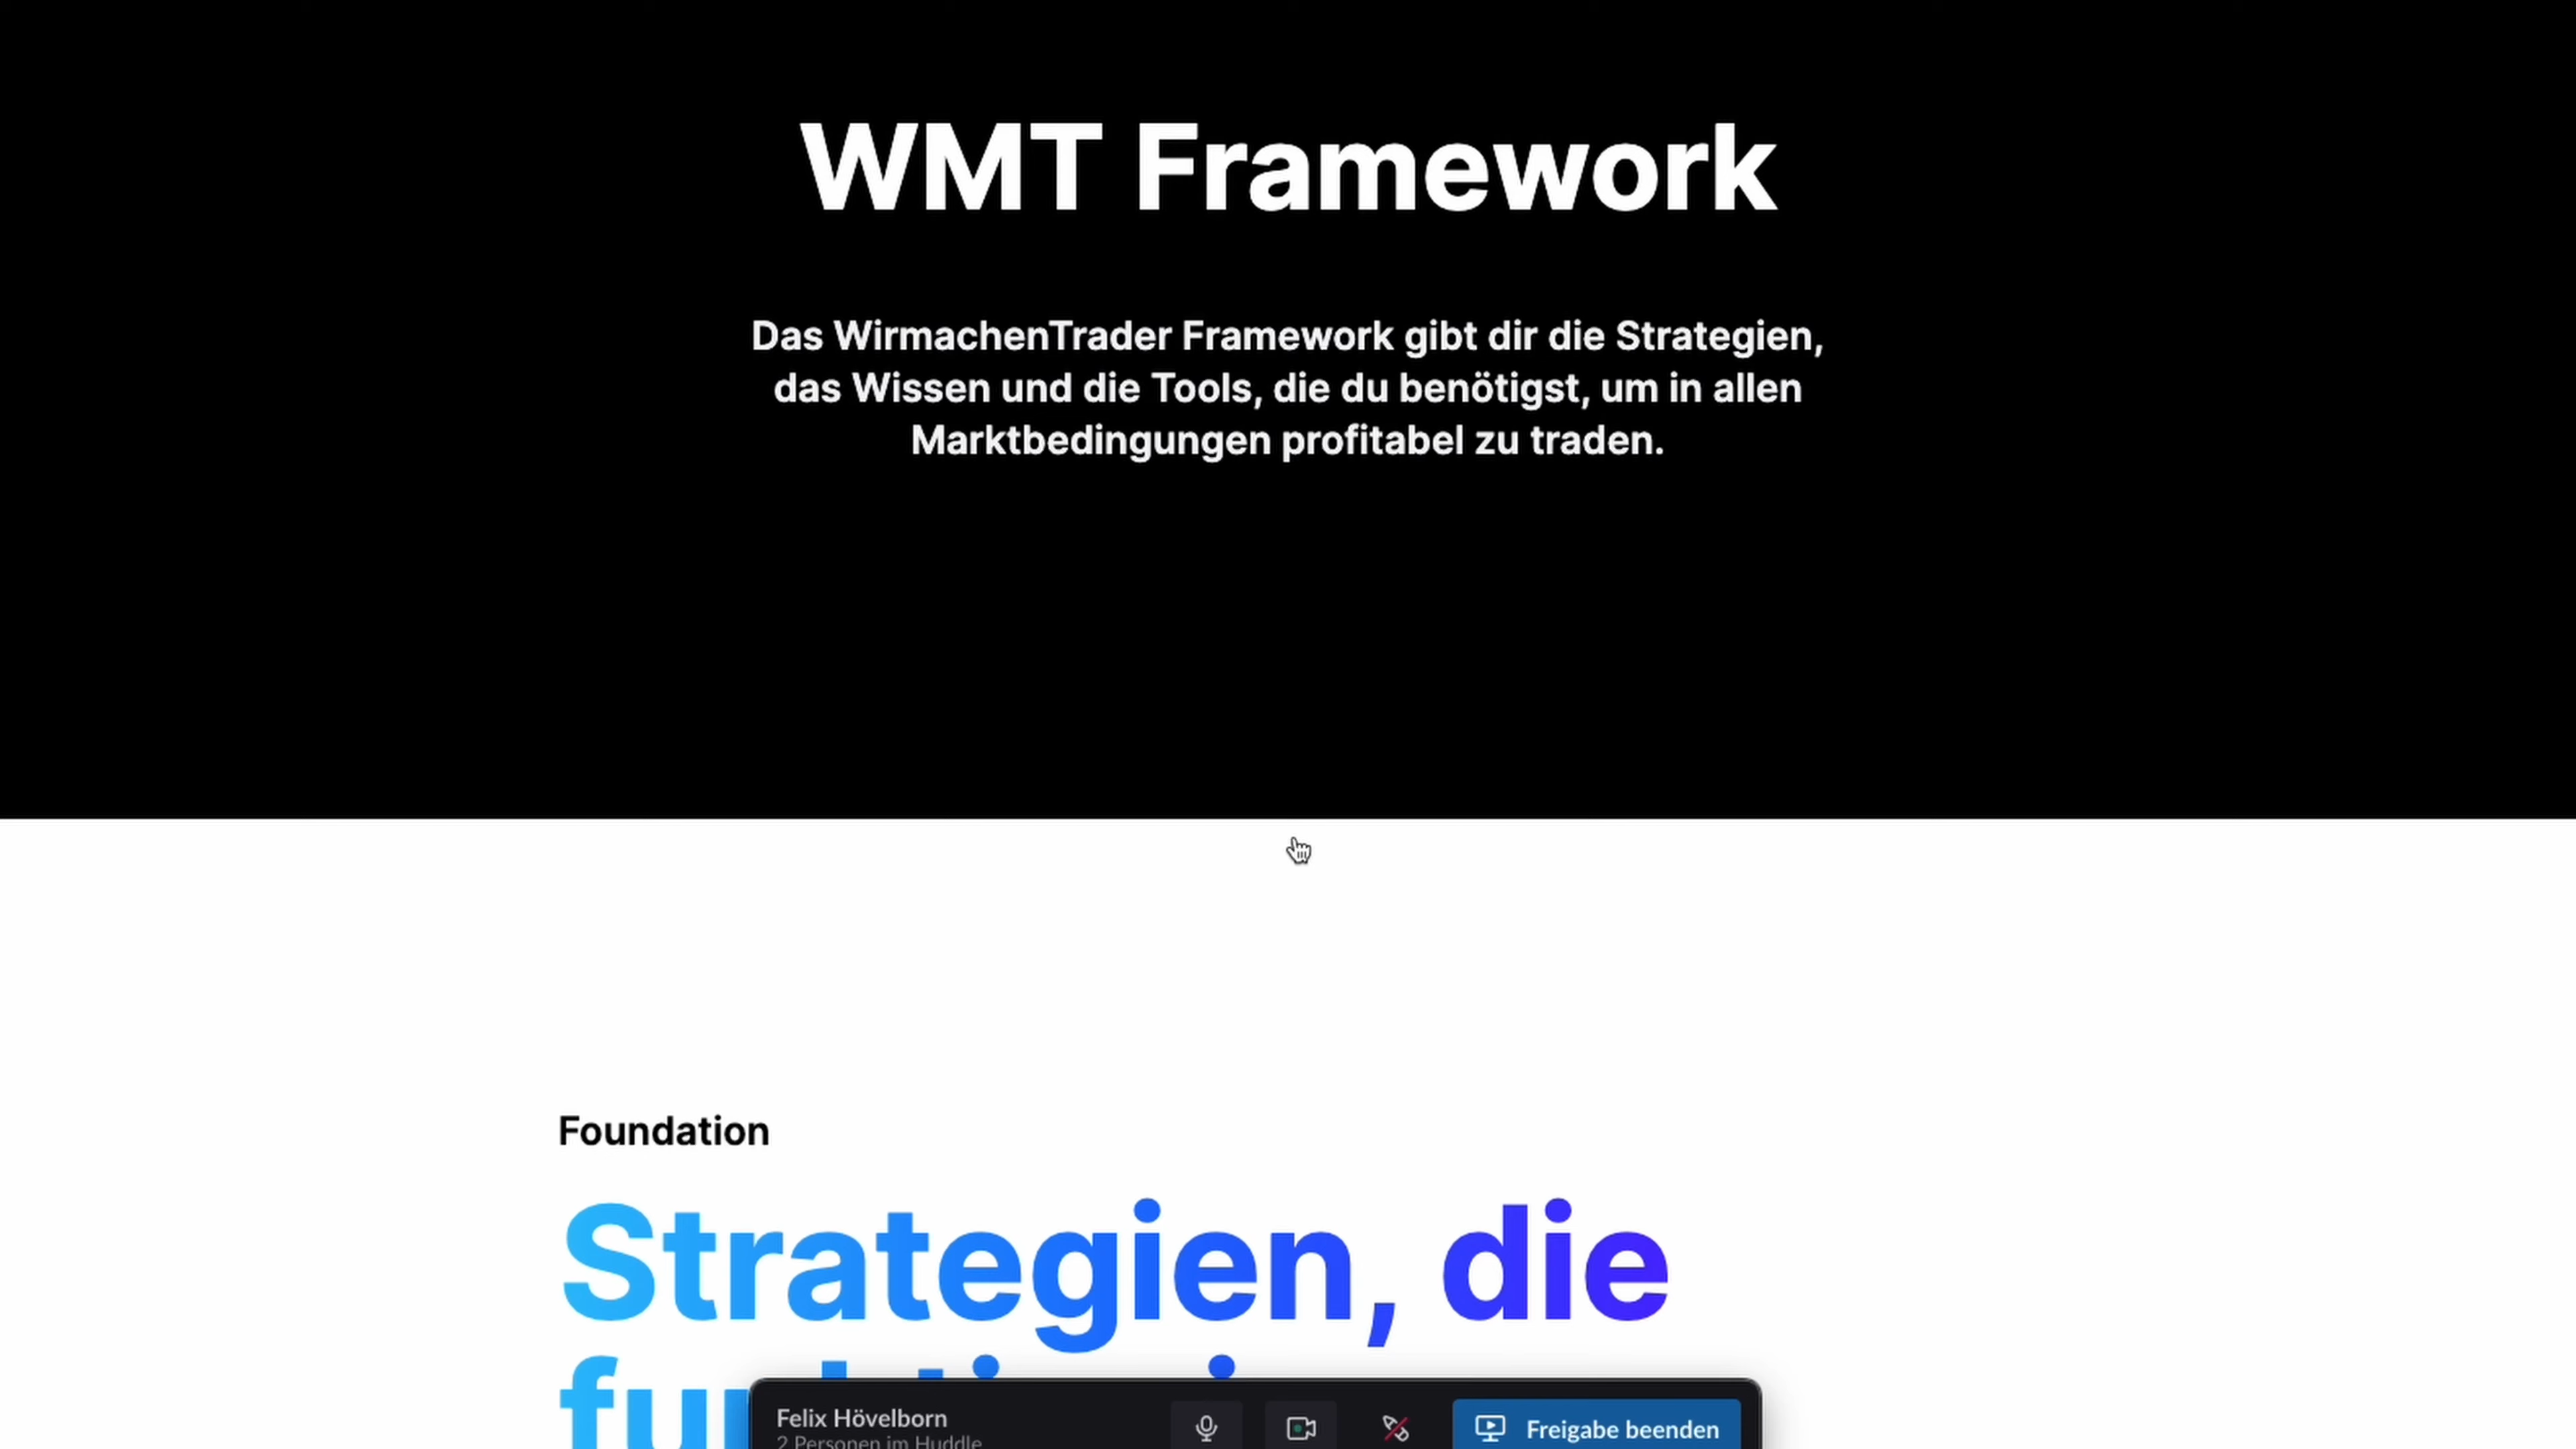 WMT Framework
Das WirmachenTrader Framework gibt dir die Strategien,
das Wissen und die Tools, die du benötigst, um in allen
Marktbedingungen profitabel zu traden.
Foundation
Strategien, die
Felix Hövelborn
2 Personen im Huddle
Freigabe beenden